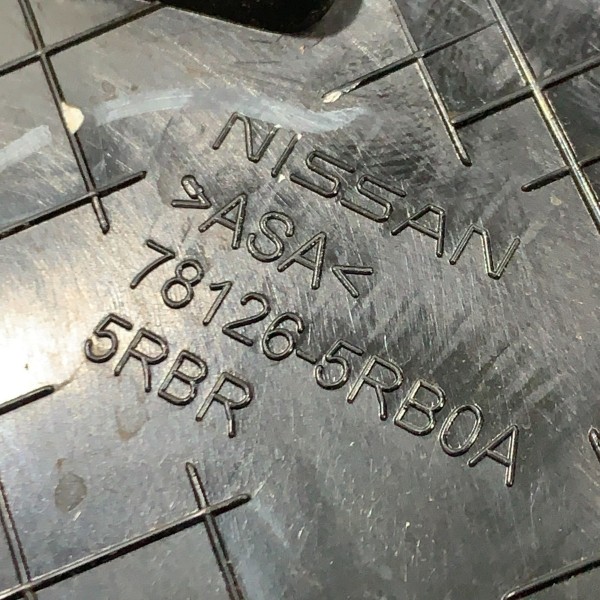 NISSAN
>ASA<
78126-5RB0A
5RBR